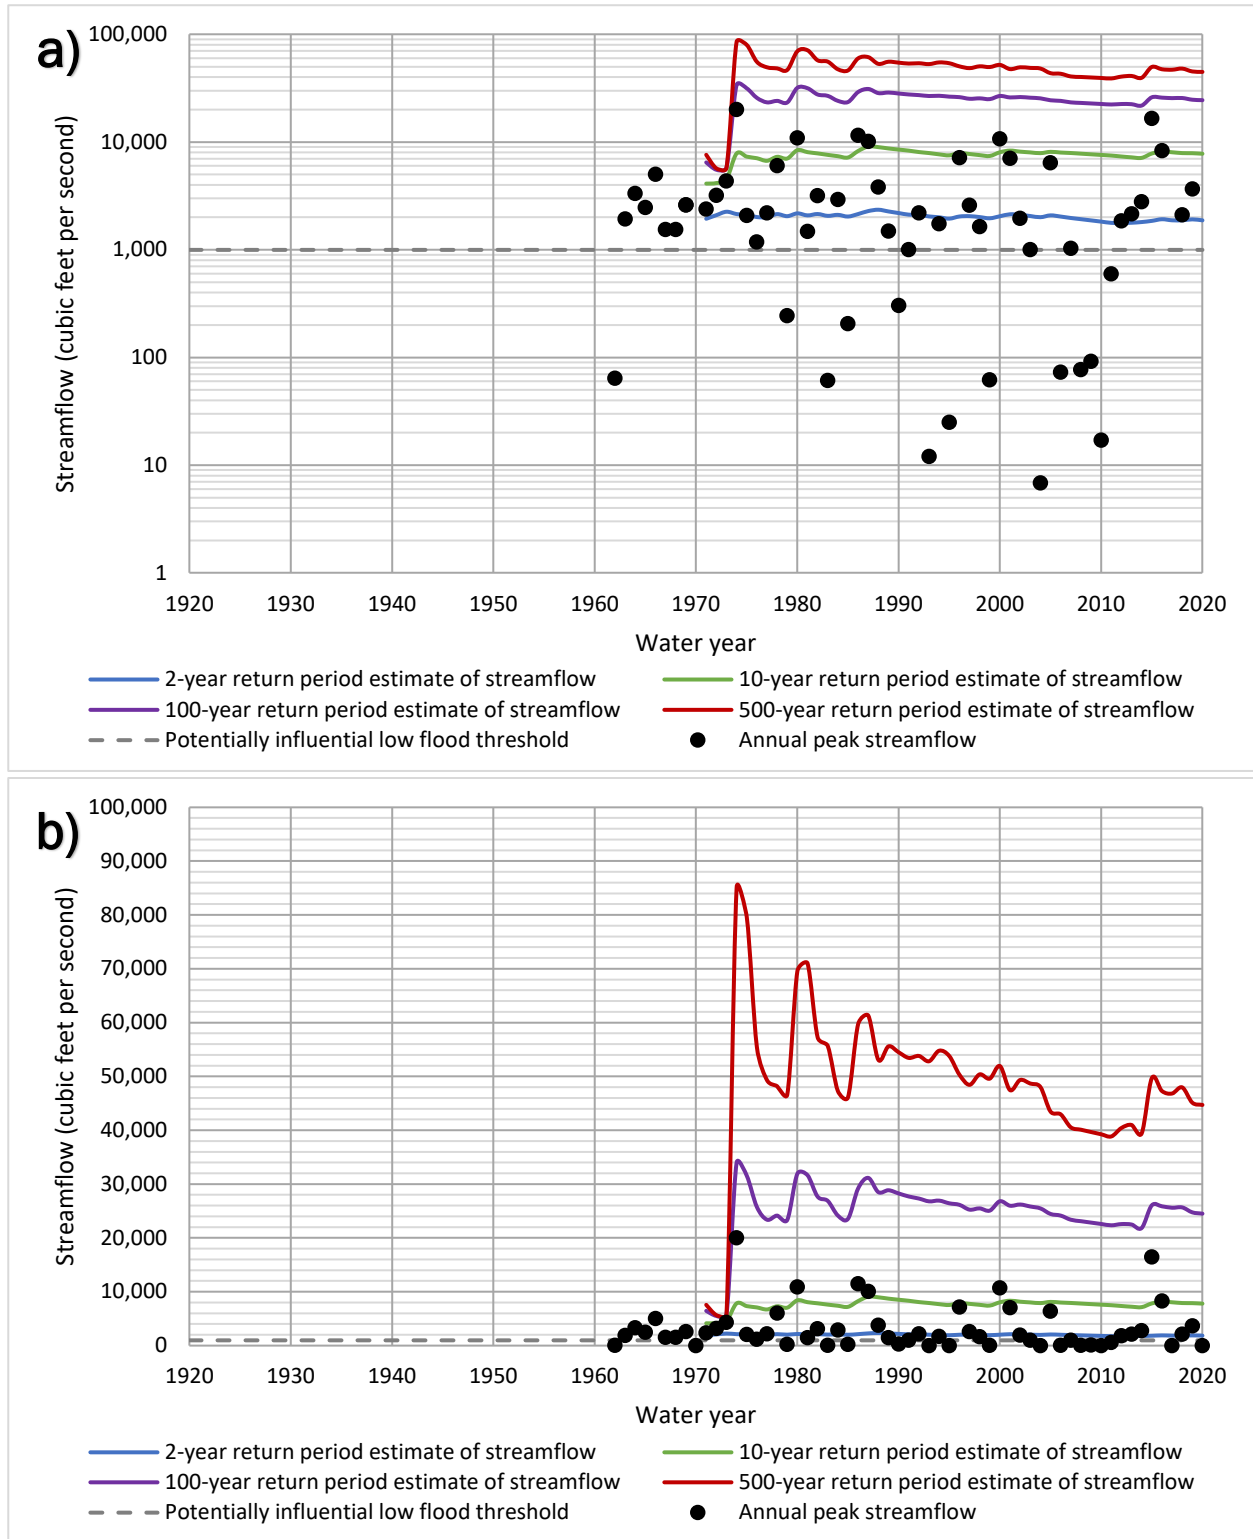 a)
100,000
10,000
1,000
100
10
1
Streamflow (cubic feet per second)
1920 1930 1940 1950 1960 1970 1980 1990 2000 2010 2020
Water year
2-year return period estimate of streamflow 10-year return period estimate of streamflow
100-year return period estimate of streamflow 500-year return period estimate of streamflow
Potentially influential low flood threshold Annual peak streamflow
b)
100,000
90,000
80,000
70,000
60,000
50,000
40,000
30,000
20,000
10,000
0
Streamflow (cubic feet per second)
1920 1930 1940 1950 1960 1970 1980 1990 2000 2010 2020
Water year
2-year return period estimate of streamflow 10-year return period estimate of streamflow
100-year return period estimate of streamflow 500-year return period estimate of streamflow
Potentially influential low flood threshold Annual peak streamflow